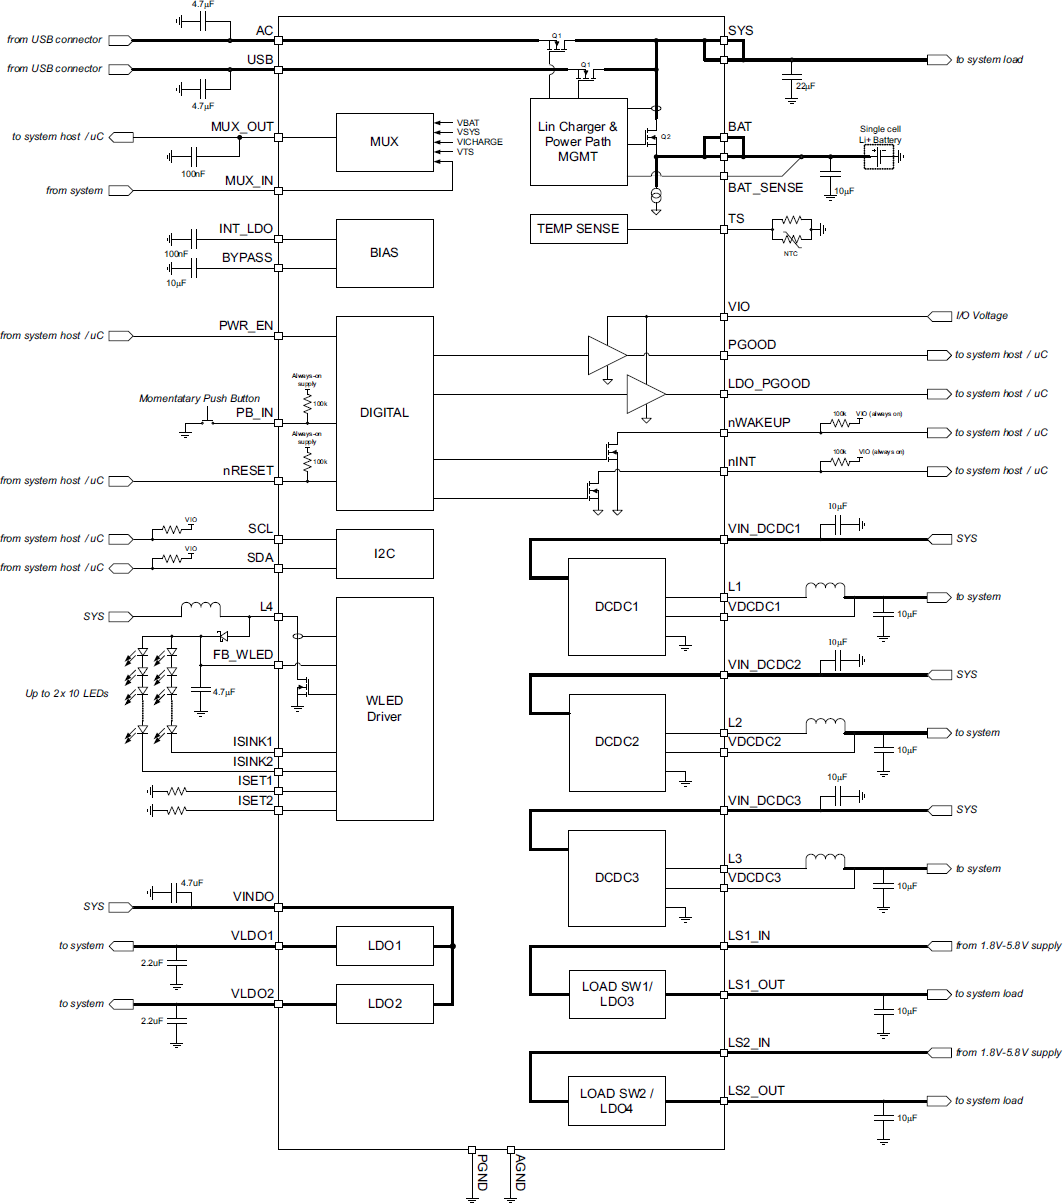 4.7μF
AC
SYS
from USB connector
Q1
to system load
USB
from USB connector
Q1
22μF
4.7μF
MUX_OUT
VBAT
VSYS
VICHARGE
VTS
Lin Charger &
Power Path
MGMT
Q2
BAT
Single cell
Li+ Battery
to system host / uC
MUX
100nF
MUX_IN
BAT_SENSE
10μF
from system
INT_LDO
TEMP SENSE
TS
NTC
100nF
BYPASS
BIAS
10μF
VIO
I/O Voltage
PWR_EN
from system host / uC
PGOOD
to system host / uC
Always-on
supply
100k
LDO_PGOOD
to system host / uC
Momentatary Push Button
PB_IN
DIGITAL
nWAKEUP
100k
VIO (always on)
to system host / uC
Always-on
supply
100k
nRESET
nINT
100k
VIO (always on)
to system host / uC
from system host / uC
VIO
SCL
from system host / uC
VIO
SDA
from system host / uC
I2C
10μF
VIN_DCDC1
SYS
DCDC1
L1
to system
VDCDC1
10μF
SYS
L4
FB_WLED
4.7μF
Up to 2 x 10 LEDs
WLED
Driver
ISINK1
ISINK2
ISET1
ISET2
10μF
VIN_DCDC2
SYS
DCDC2
L2
to system
VDCDC2
10μF
10μF
VIN_DCDC3
SYS
DCDC3
L3
to system
VDCDC3
10μF
4.7uF
VINDO
SYS
VLDO1
to system
LDO1
2.2uF
VLDO2
to system
LDO2
2.2uF
LS1_IN
from 1.8V-5.8V supply
LOAD SW1/
LDO3
LS1_OUT
to system load
10μF
LS2_IN
from 1.8V-5.8V supply
LOAD SW2 /
LDO4
LS2_OUT
to system load
10μF
PGND
AGND